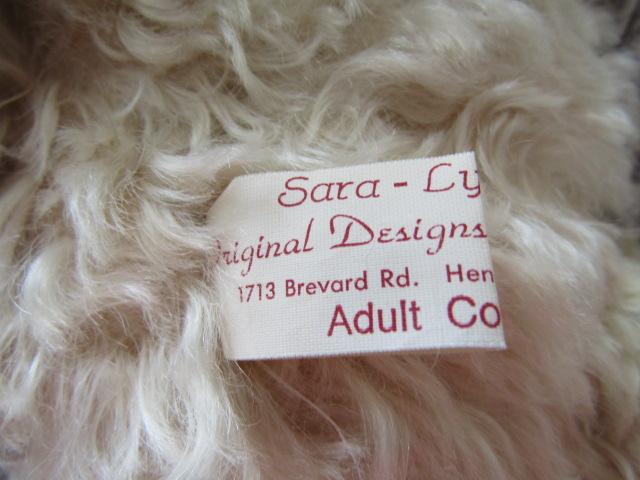 Sara - Ly
Original Designs
1713 Brevard Rd. Hen
Adult Co